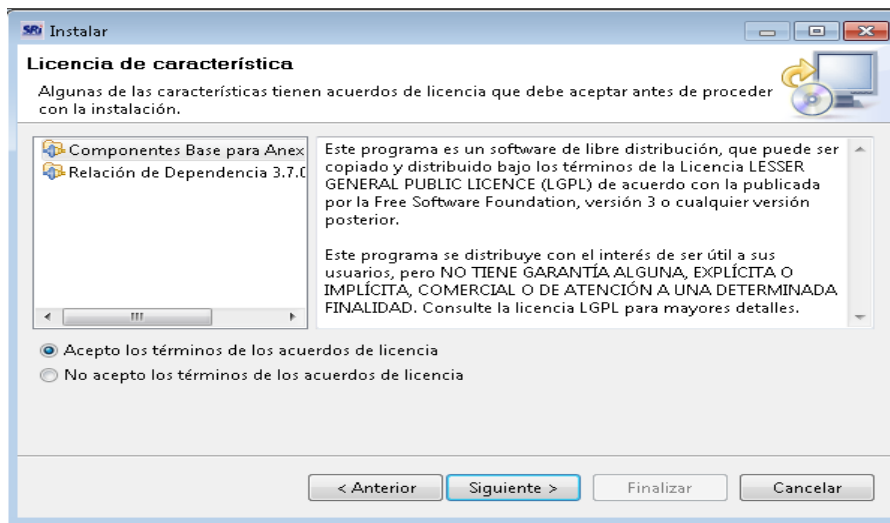 SRi Instalar
Licencia de característica
Algunas de las características tienen acuerdos de licencia que debe aceptar antes de proceder
con la instalación.
Componentes Base para Anex
Relación de Dependencia 3.7.0
Este programa es un software de libre distribución, que puede ser
copiado y distribuido bajo los términos de la Licencia LESSER
GENERAL PUBLIC LICENCE (LGPL) de acuerdo con la publicada
por la Free Software Foundation, versión 3 o cualquier versión
posterior.
Este programa se distribuye con el interés de ser útil a sus
usuarios, pero NO TIENE GARANTÍA ALGUNA, EXPLÍCITA O
IMPLÍCITA, COMERCIAL O DE ATENCIÓN A UNA DETERMINADA
FINALIDAD. Consulte la licencia LGPL para mayores detalles.
Acepto los términos de los acuerdos de licencia
No acepto los términos de los acuerdos de licencia
< Anterior
Siguiente >
Finalizar
Cancelar